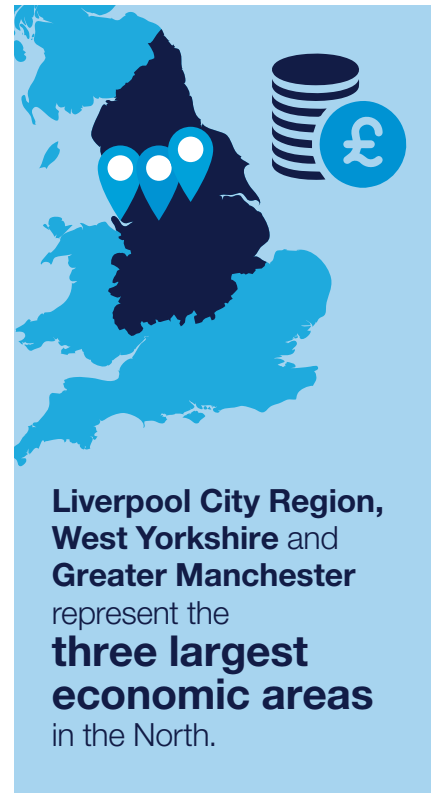 £
Liverpool City Region,
West Yorkshire and
Greater Manchester
represent the
three largest
economic areas
in the North.